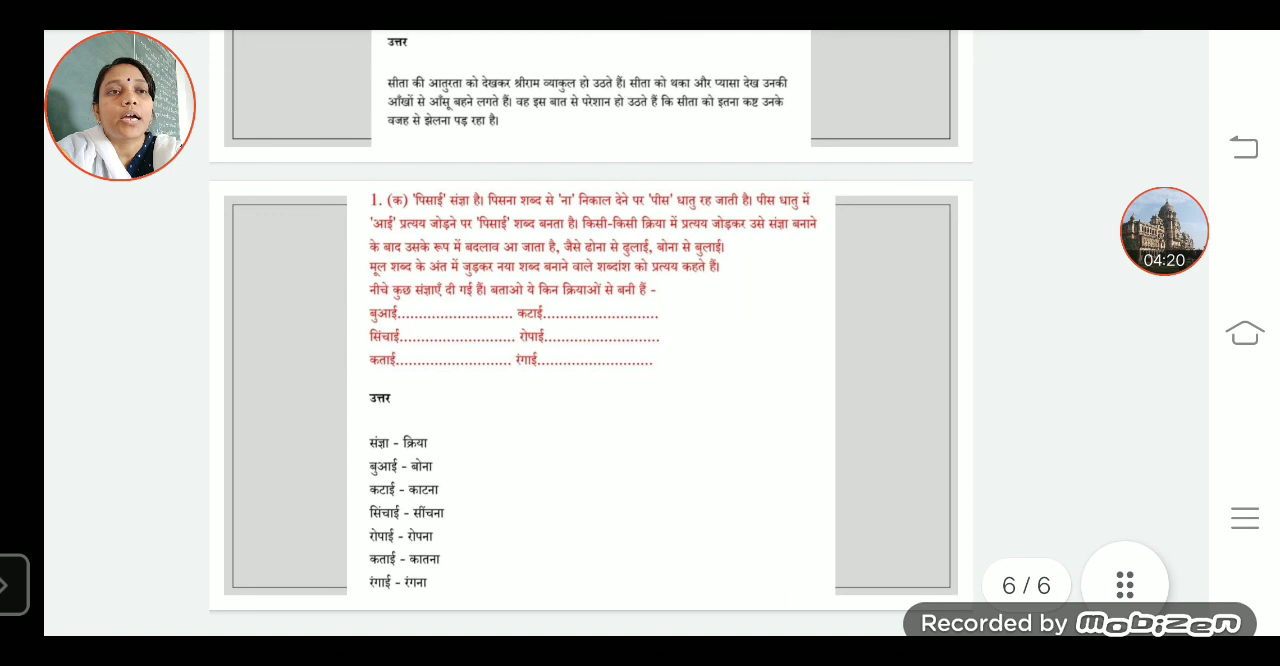 उत्तर
सीता की आतुरता को देखकर श्रीराम व्याकुल हो उठते हैं। सीता को थका और प्यासा देख उनकी
आँखों से आँसू बहने लगते हैं। वह इस बात से परेशान हो उठते हैं कि सीता को इतना कष्ट उनके
वजह से झेलना पड़ रहा है।
1. (क) 'पिसाई' संज्ञा है। पिसना शब्द से 'ना' निकाल देने पर 'पीस' धातु रह जाती है। पीस धातु में
'आई' प्रत्यय जोड़ने पर 'पिसाई' शब्द बनता है। किसी-किसी क्रिया में प्रत्यय जोड़कर उसे संज्ञा बनाने
के बाद उसके रूप में बदलाव आ जाता है, जैसे ढोना से ढुलाई, बोना से बुलाई।
मूल शब्द के अंत में जुड़कर नया शब्द बनाने वाले शब्दांश को प्रत्यय कहते हैं।
नीचे कुछ संज्ञाएँ दी गई हैं। बताओ ये किन क्रियाओं से बनी हैं -
बुआई........................... कटाई...........................
सिंचाई........................... रोपाई...........................
कताई........................... रंगाई...........................
उत्तर
संज्ञा - क्रिया
बुआई - बोना
कटाई - काटना
सिंचाई - सींचना
रोपाई - रोपना
कताई - कातना
रंगाई - रंगना
04:20
6 / 6
Recorded by mobizen